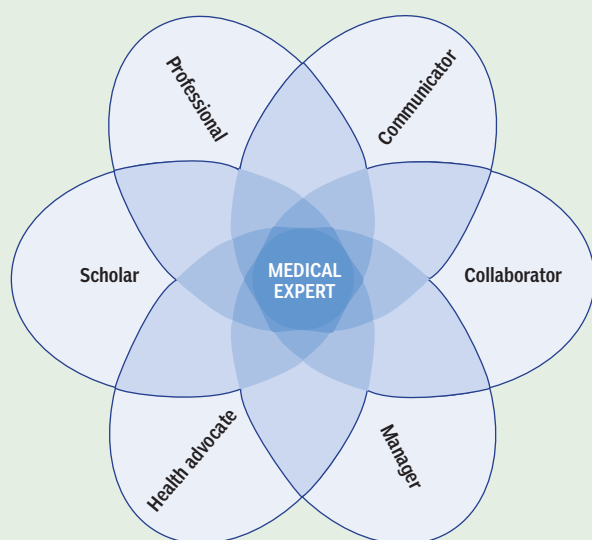 Professional
Communicator
Scholar
MEDICAL
EXPERT
Collaborator
Health advocate
Manager